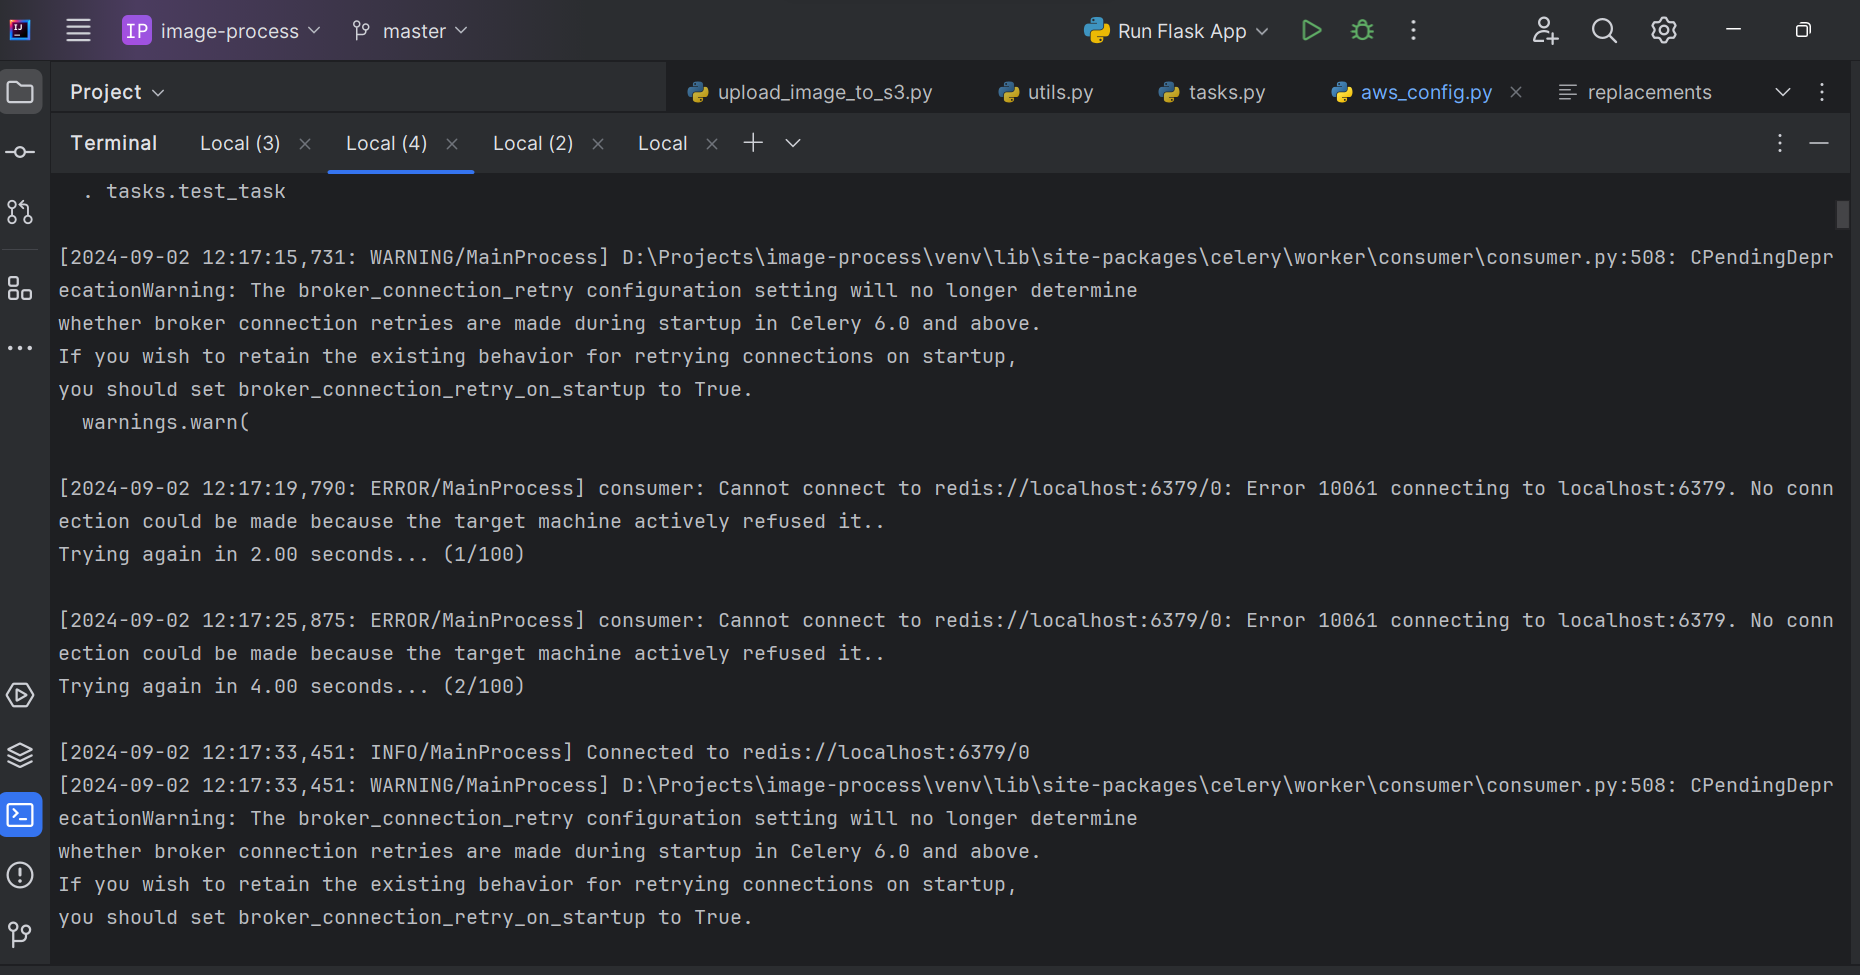 IJ
IP image-process master Run Flask App
Project upload_image_to_s3.py utils.py tasks.py aws_config.py replacements
Terminal Local (3) Local (4) Local (2) Local
. tasks.test_task
[2024-09-02 12:17:15,731: WARNING/MainProcess] D:\Projects\image-process\venv\lib\site-packages\celery\worker\consumer\consumer.py:508: CPendingDepr
ecationWarning: The broker_connection_retry configuration setting will no longer determine
whether broker connection retries are made during startup in Celery 6.0 and above.
If you wish to retain the existing behavior for retrying connections on startup,
you should set broker_connection_retry_on_startup to True.
warnings.warn(
[2024-09-02 12:17:19,790: ERROR/MainProcess] consumer: Cannot connect to redis://localhost:6379/0: Error 10061 connecting to localhost:6379. No conn
ection could be made because the target machine actively refused it..
Trying again in 2.00 seconds... (1/100)
[2024-09-02 12:17:25,875: ERROR/MainProcess] consumer: Cannot connect to redis://localhost:6379/0: Error 10061 connecting to localhost:6379. No conn
ection could be made because the target machine actively refused it..
Trying again in 4.00 seconds... (2/100)
[2024-09-02 12:17:33,451: INFO/MainProcess] Connected to redis://localhost:6379/0
[2024-09-02 12:17:33,451: WARNING/MainProcess] D:\Projects\image-process\venv\lib\site-packages\celery\worker\consumer\consumer.py:508: CPendingDepr
ecationWarning: The broker_connection_retry configuration setting will no longer determine
whether broker connection retries are made during startup in Celery 6.0 and above.
If you wish to retain the existing behavior for retrying connections on startup,
you should set broker_connection_retry_on_startup to True.